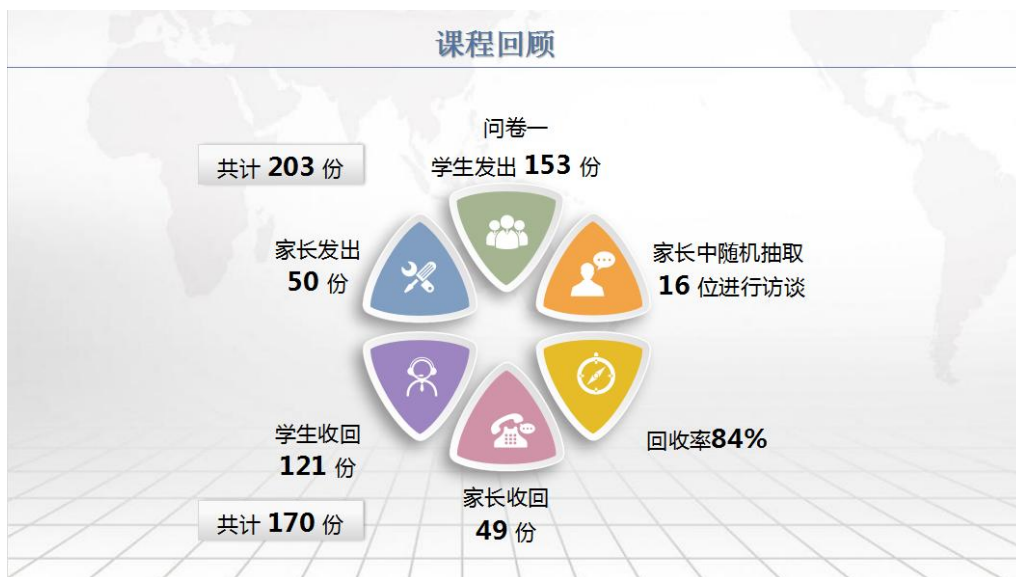 课程回顾
问卷一
学生发出 153 份
共计 203 份
家长发出
50 份
家长中随机抽取
16 位进行访谈
学生收回
121 份
回收率84%
家长收回
49 份
共计 170 份